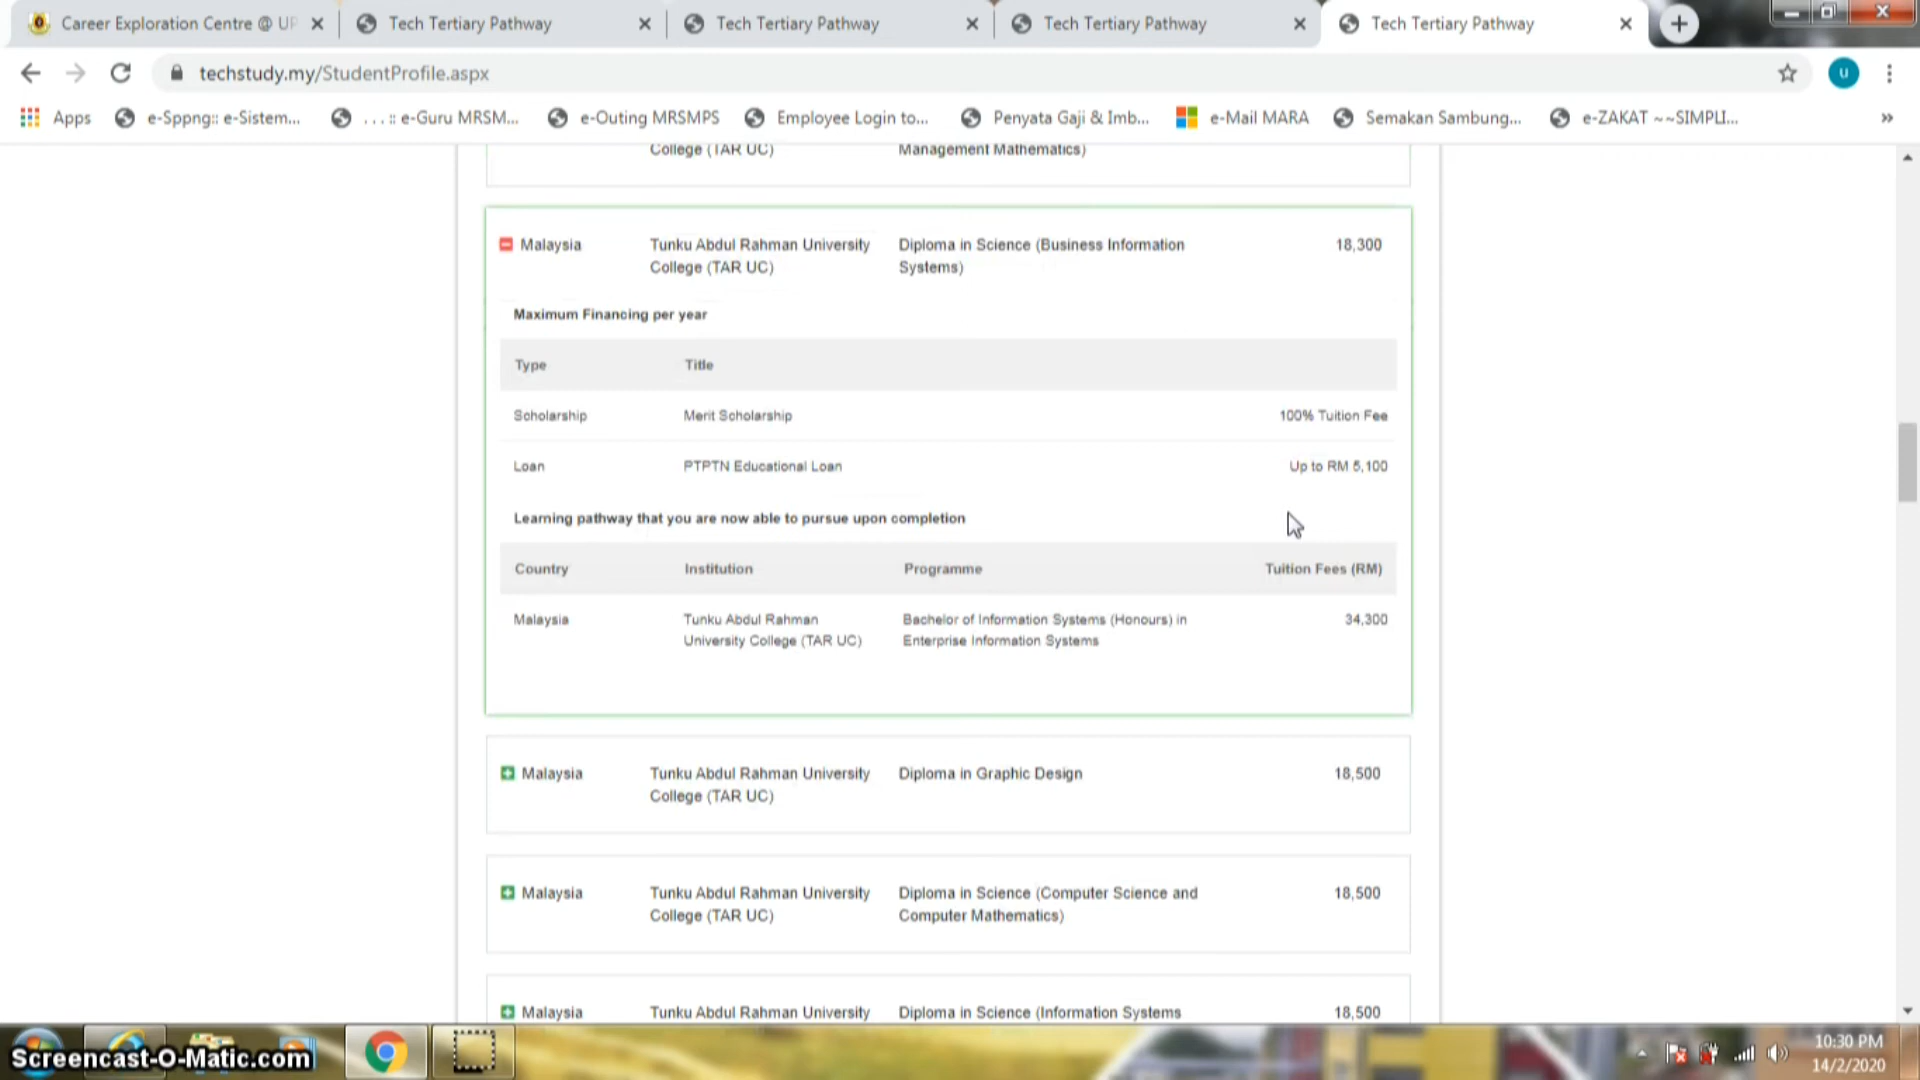 Career Exploration Centre @ UP
Tech Tertiary Pathway
Tech Tertiary Pathway
Tech Tertiary Pathway
Tech Tertiary Pathway
techstudy.my/StudentProfile.aspx
u
Apps
e-Sppng:: e-Sistem...
. . . :: e-Guru MRSM...
e-Outing MRSMPS
Employee Login to...
Penyata Gaji & Imb...
e-Mail MARA
Semakan Sambung...
e-ZAKAT ~~SIMPLI...
»
College (TAR UC) Management Mathematics)
Malaysia Tunku Abdul Rahman University Diploma in Science (Business Information 18,300
College (TAR UC) Systems)
Maximum Financing per year
Type Title
Scholarship Merit Scholarship 100% Tuition Fee
Loan PTPTN Educational Loan Up to RM 5,100
Learning pathway that you are now able to pursue upon completion
Country Institution Programme Tuition Fees (RM)
Malaysia Tunku Abdul Rahman Bachelor of Information Systems (Honours) in 34,300
University College (TAR UC) Enterprise Information Systems
Malaysia Tunku Abdul Rahman University Diploma in Graphic Design 18,500
College (TAR UC)
Malaysia Tunku Abdul Rahman University Diploma in Science (Computer Science and 18,500
College (TAR UC) Computer Mathematics)
Malaysia Tunku Abdul Rahman University Diploma in Science (Information Systems 18,500
Screencast-O-Matic.com
10:30 PM
14/2/2020